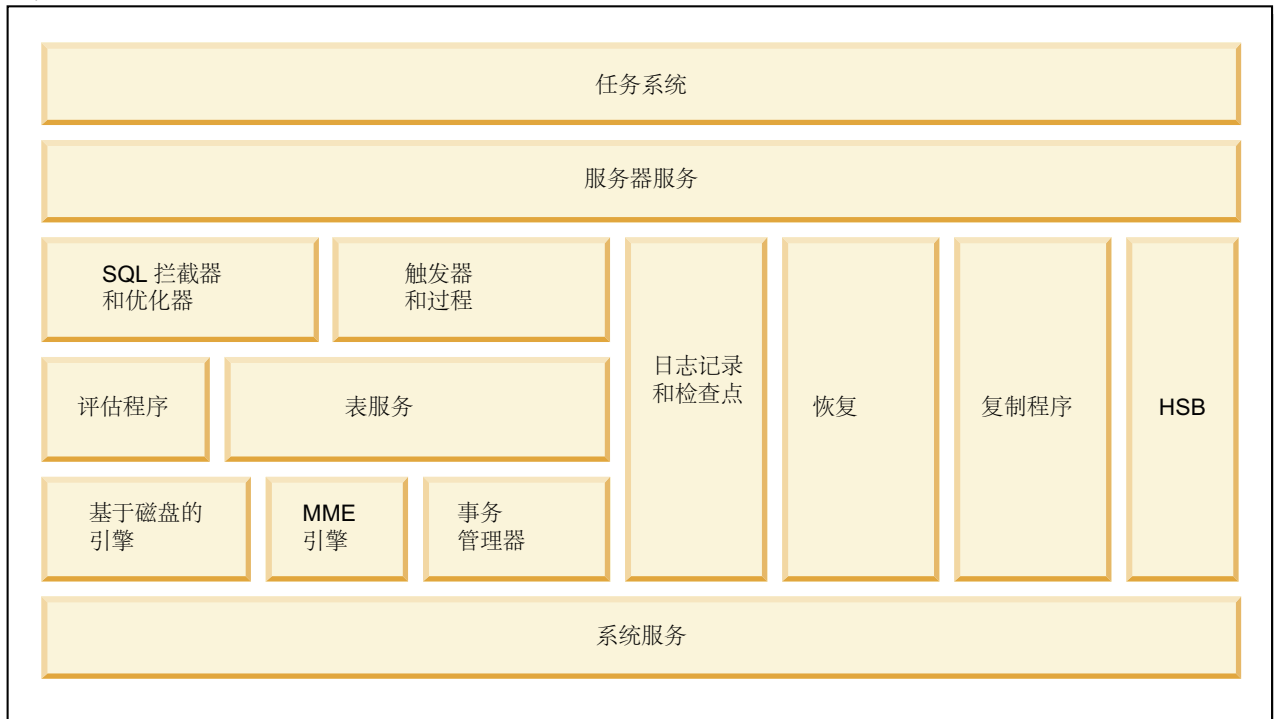 任务系统
服务器服务
SQL 拦截器
和优化器
触发器
和过程
日志记录
和检查点
恢复
复制程序
HSB
评估程序
表服务
基于磁盘的
引擎
MME
引擎
事务
管理器
系统服务